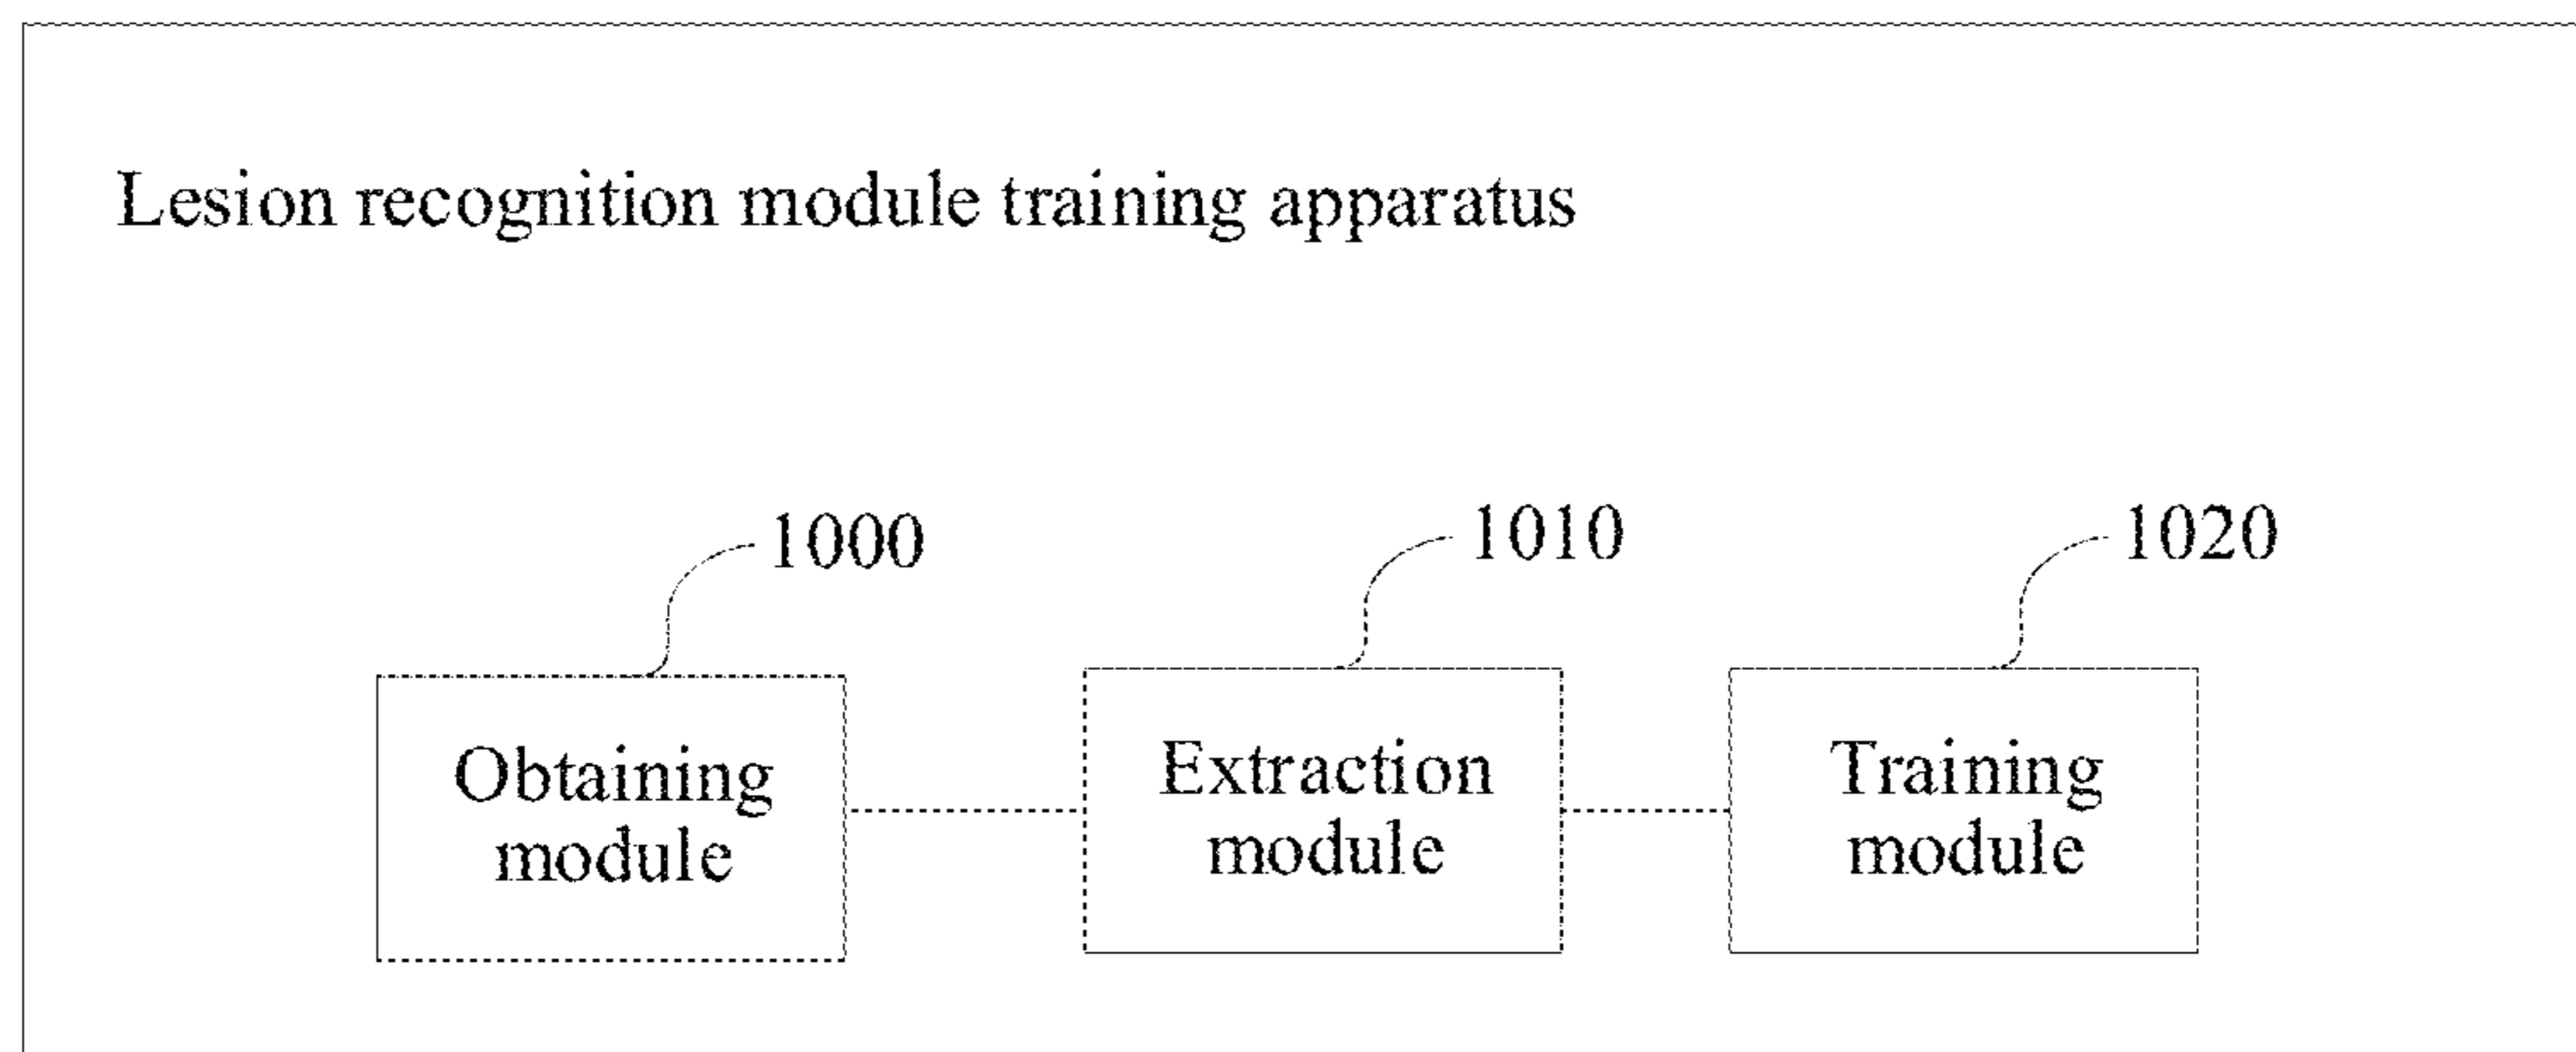 Lesion recognition module training apparatus
1000
1010
1020
Obtaining
module
Extraction
module
Training
module